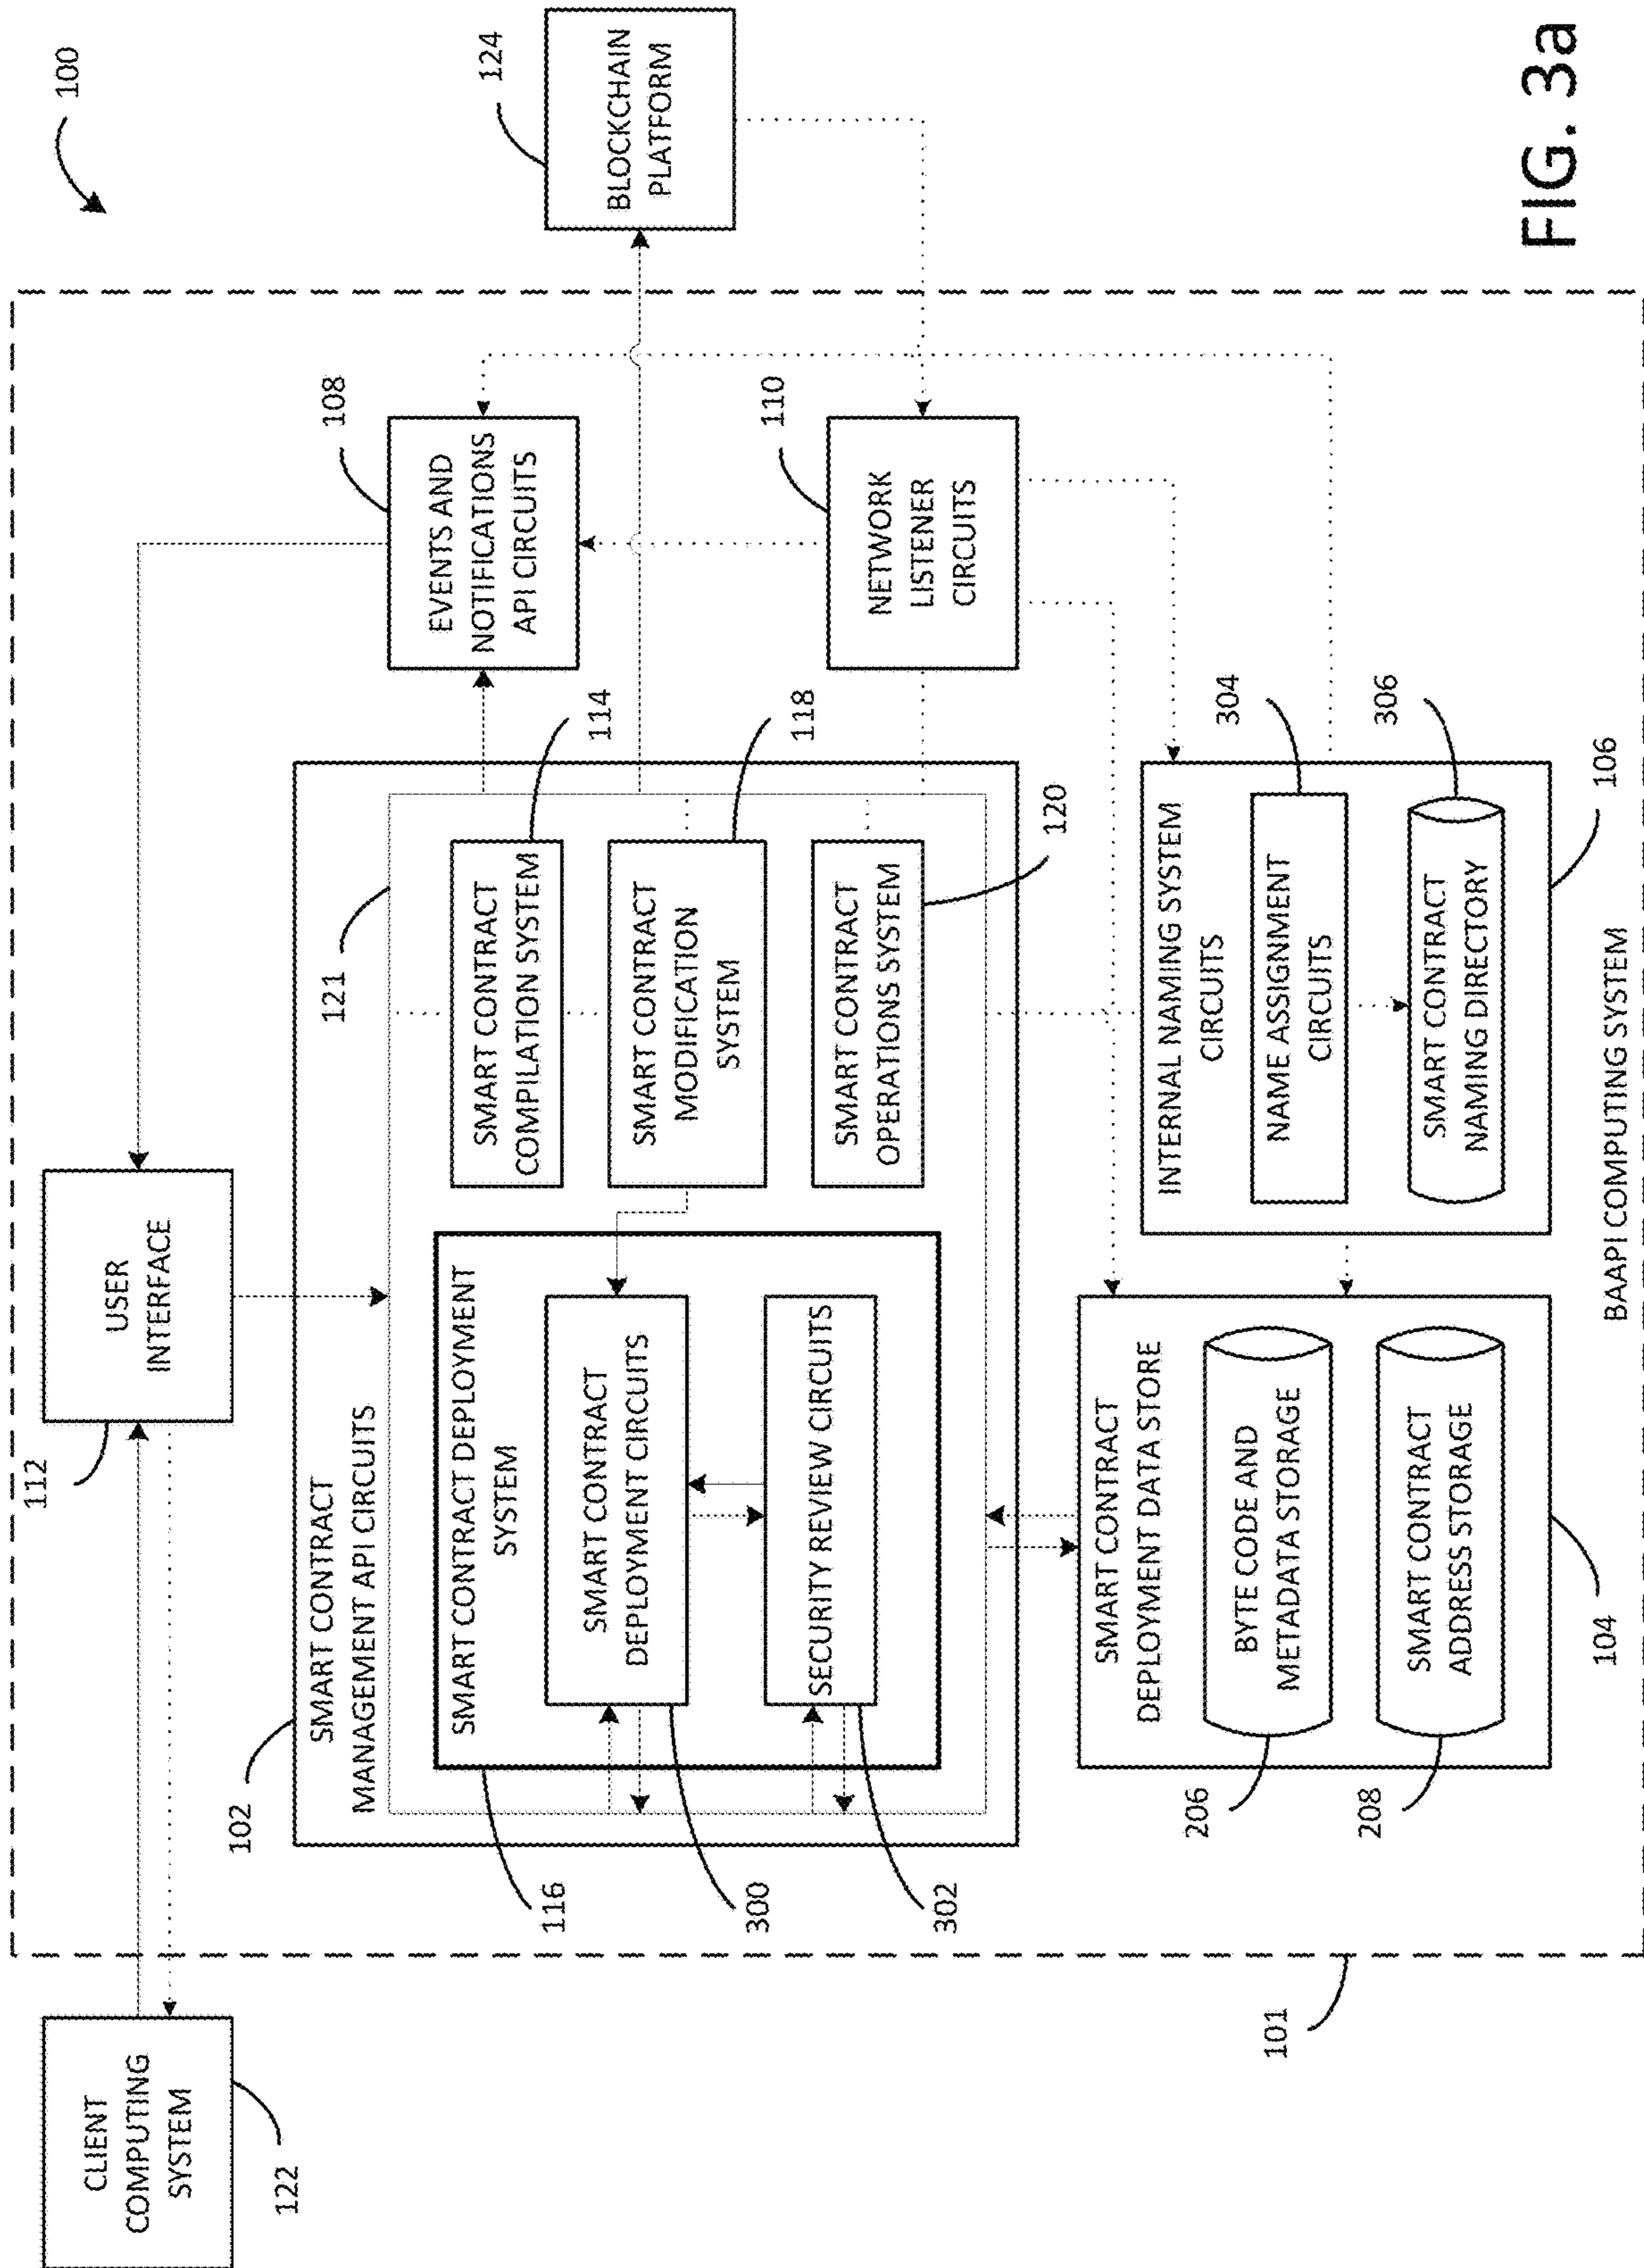 100
CLIENT
COMPUTING
SYSTEM
122
112
USER
INTERFACE
102
SMART CONTRACT
MANAGEMENT API CIRCUITS
121
SMART CONTRACT DEPLOYMENT
SYSTEM
116
SMART CONTRACT
DEPLOYMENT CIRCUITS
300
SECURITY REVIEW CIRCUITS
302
SMART CONTRACT
COMPILATION SYSTEM
114
SMART CONTRACT
MODIFICATION
SYSTEM
118
SMART CONTRACT
OPERATIONS SYSTEM
120
EVENTS AND
NOTIFICATIONS
API CIRCUITS
108
NETWORK
LISTENER
CIRCUITS
110
BLOCKCHAIN
PLATFORM
124
SMART CONTRACT
DEPLOYMENT DATA STORE
BYTE CODE AND
METADATA STORAGE
206
SMART CONTRACT
ADDRESS STORAGE
208
104
INTERNAL NAMING SYSTEM
CIRCUITS
NAME ASSIGNMENT
CIRCUITS
304
SMART CONTRACT
NAMING DIRECTORY
306
106
101
BAAPI COMPUTING SYSTEM
FIG. 3a